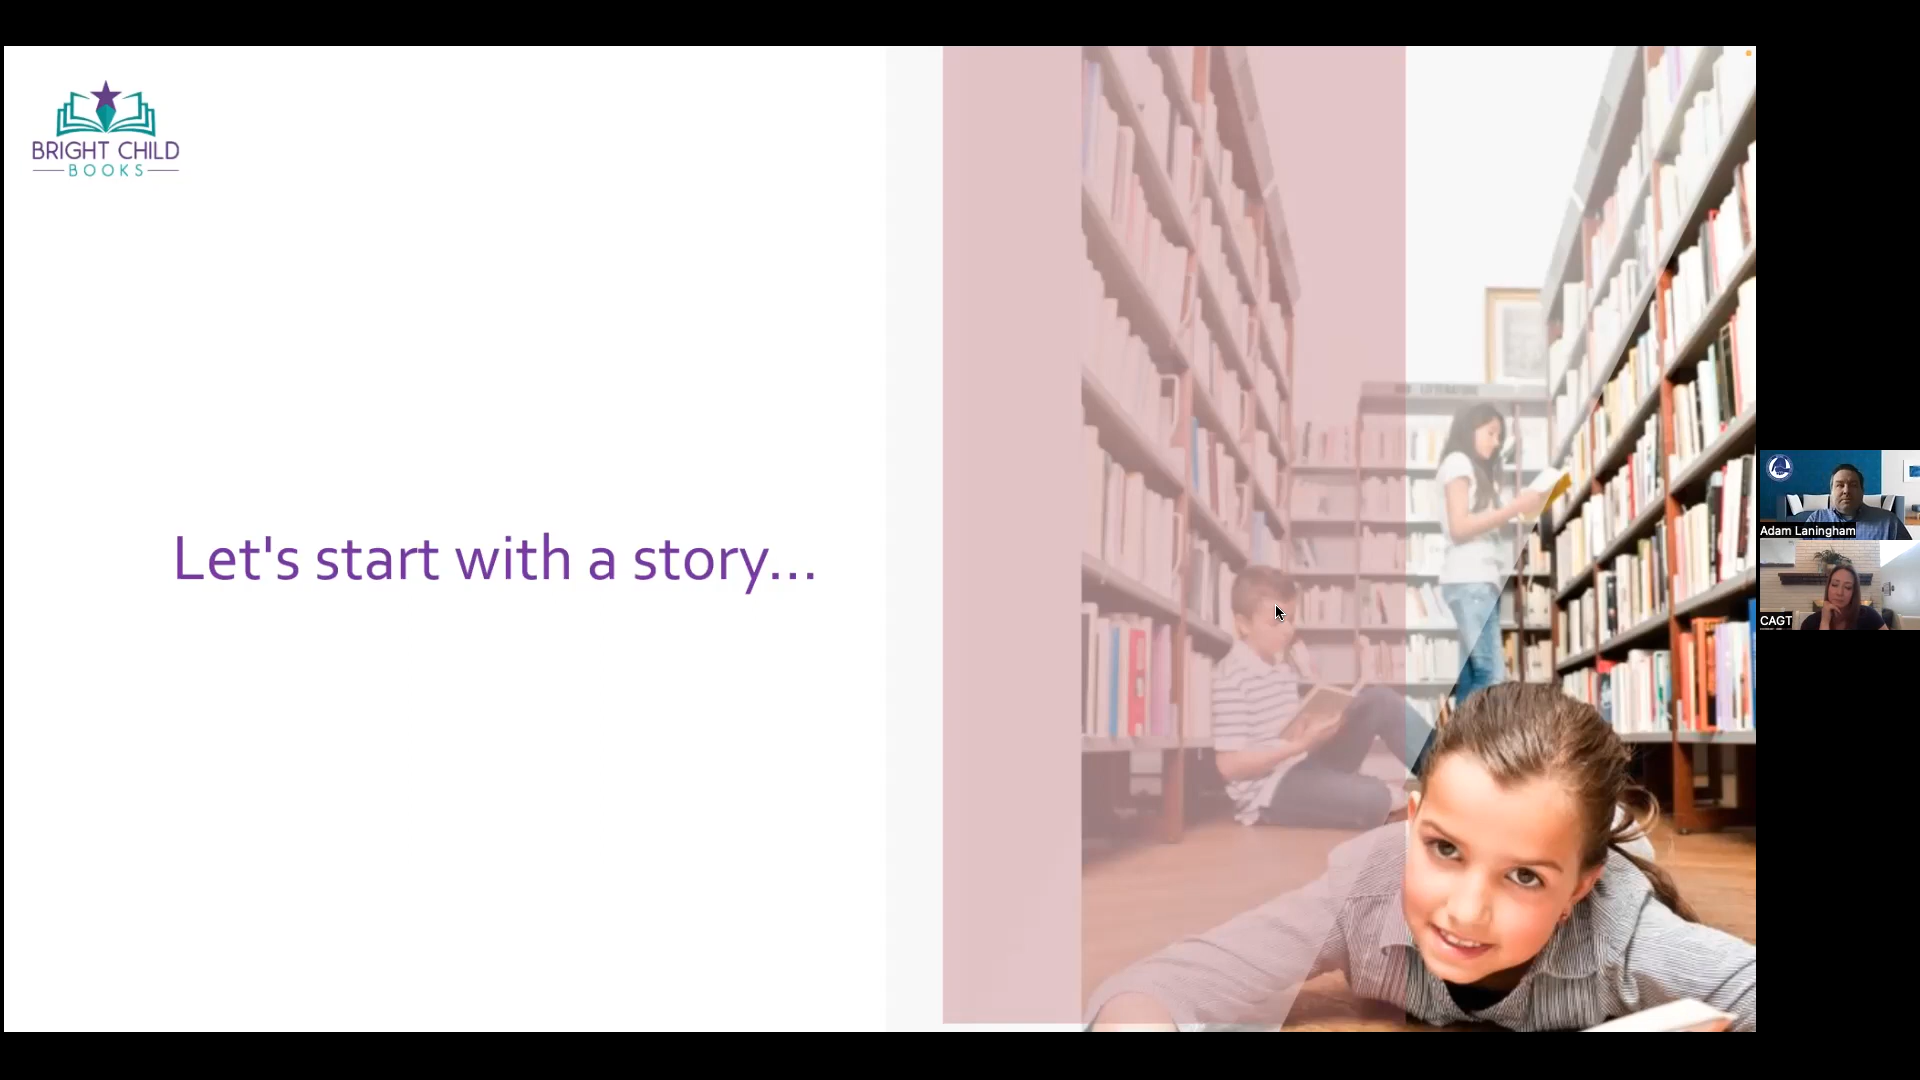 BRIGHT CHILD
BOOKS
Let's start with a story...
Adam Laningham
CAGT